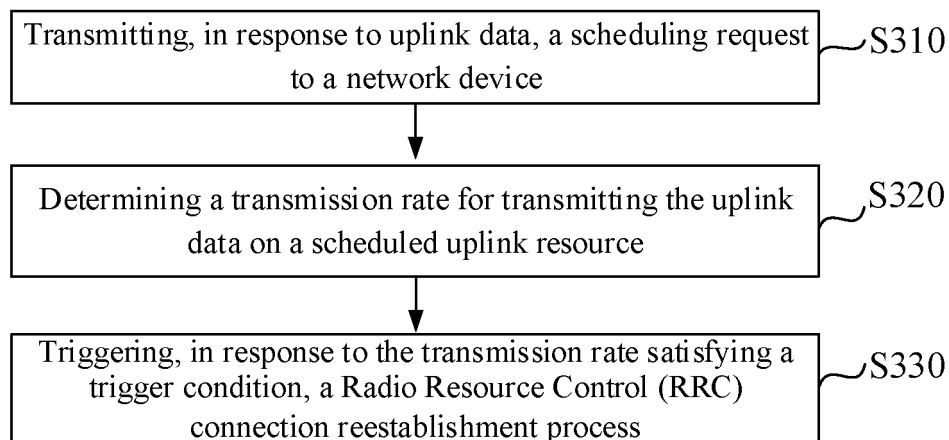 Transmitting, in response to uplink data, a scheduling request
to a network device
S310
Determining a transmission rate for transmitting the uplink
data on a scheduled uplink resource
S320
Triggering, in response to the transmission rate satisfying a
trigger condition, a Radio Resource Control (RRC)
connection reestablishment process
S330